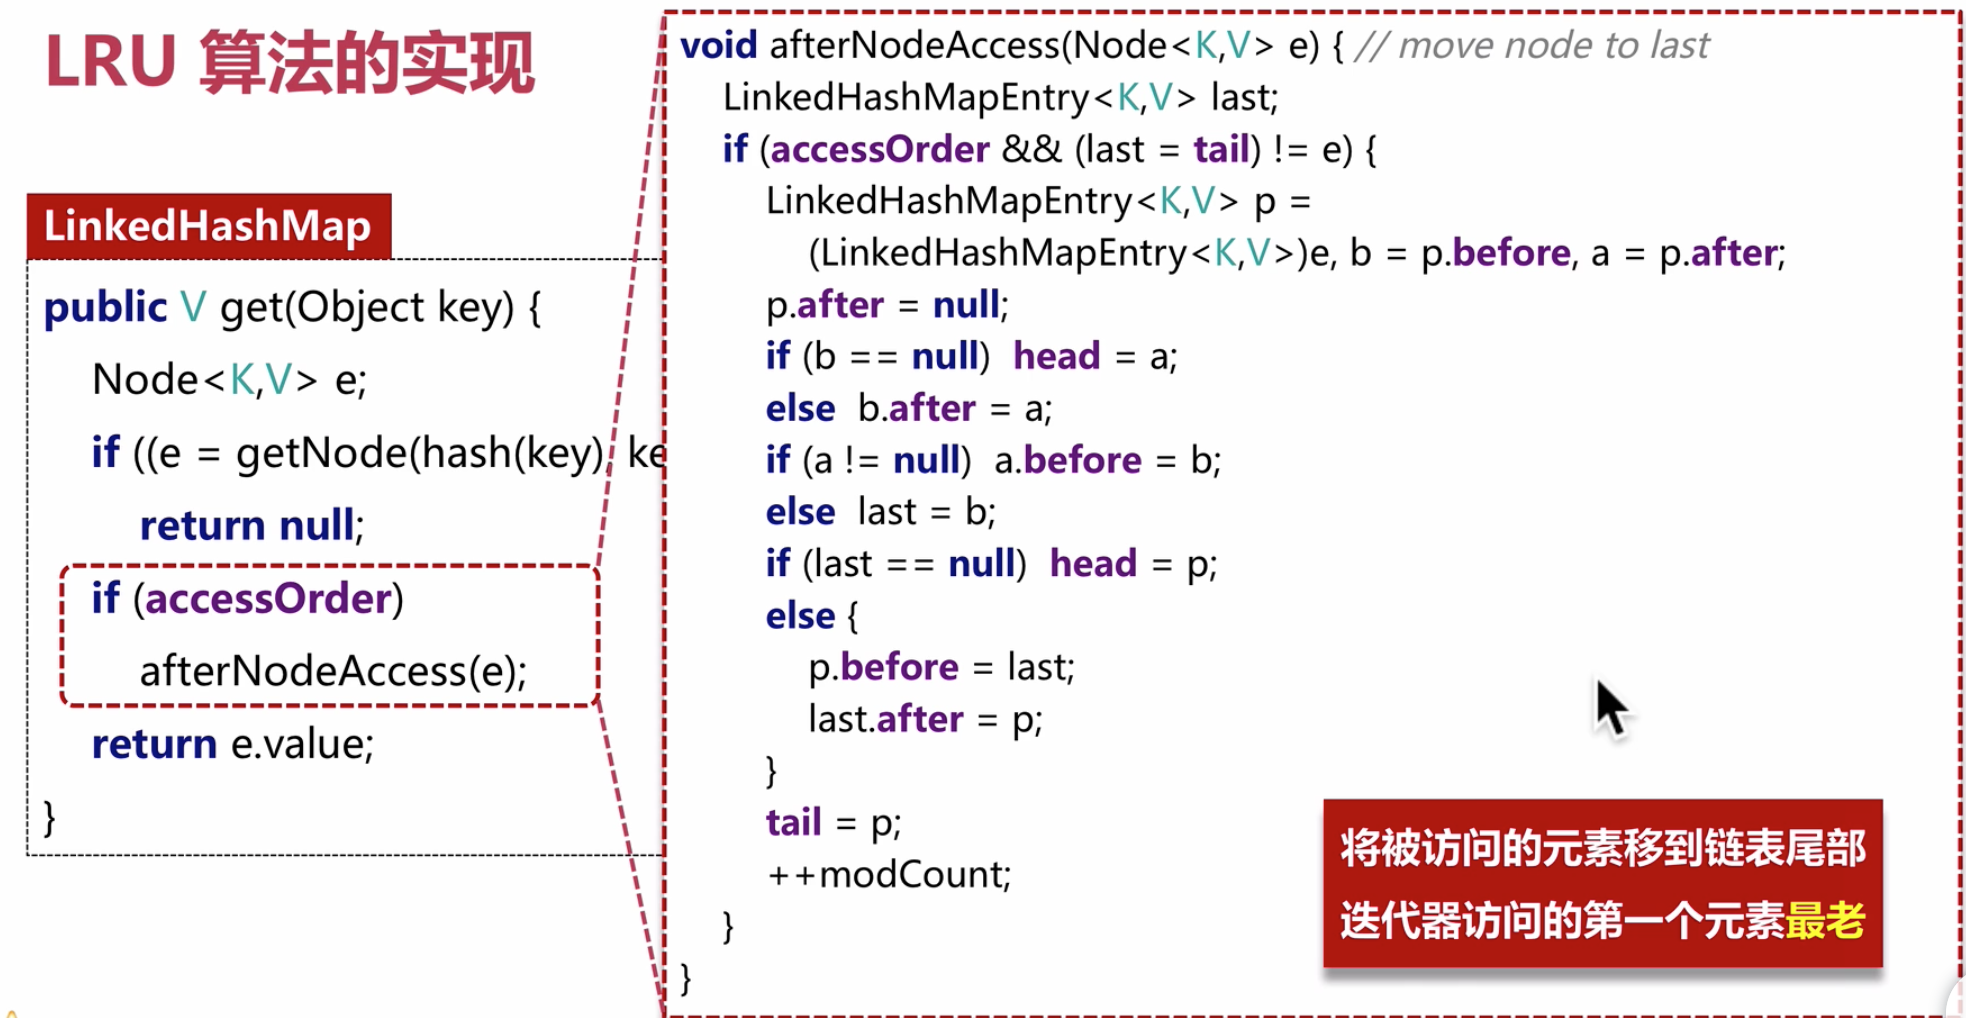 LRU 算法的实现
LinkedHashMap
public V get(Object key) {
Node<K,V> e;
if ((e = getNode(hash(key), ke
return null;
if (accessOrder)
afterNodeAccess(e);
return e.value;
}
void afterNodeAccess(Node<K,V> e) { // move node to last
LinkedHashMapEntry<K,V> last;
if (accessOrder && (last = tail) != e) {
LinkedHashMapEntry<K,V> p =
(LinkedHashMapEntry<K,V>)e, b = p.before, a = p.after;
p.after = null;
if (b == null) head = a;
else b.after = a;
if (a != null) a.before = b;
else last = b;
if (last == null) head = p;
else {
p.before = last;
last.after = p;
}
tail = p;
++modCount;
}
}
将被访问的元素移到链表尾部
迭代器访问的第一个元素最老